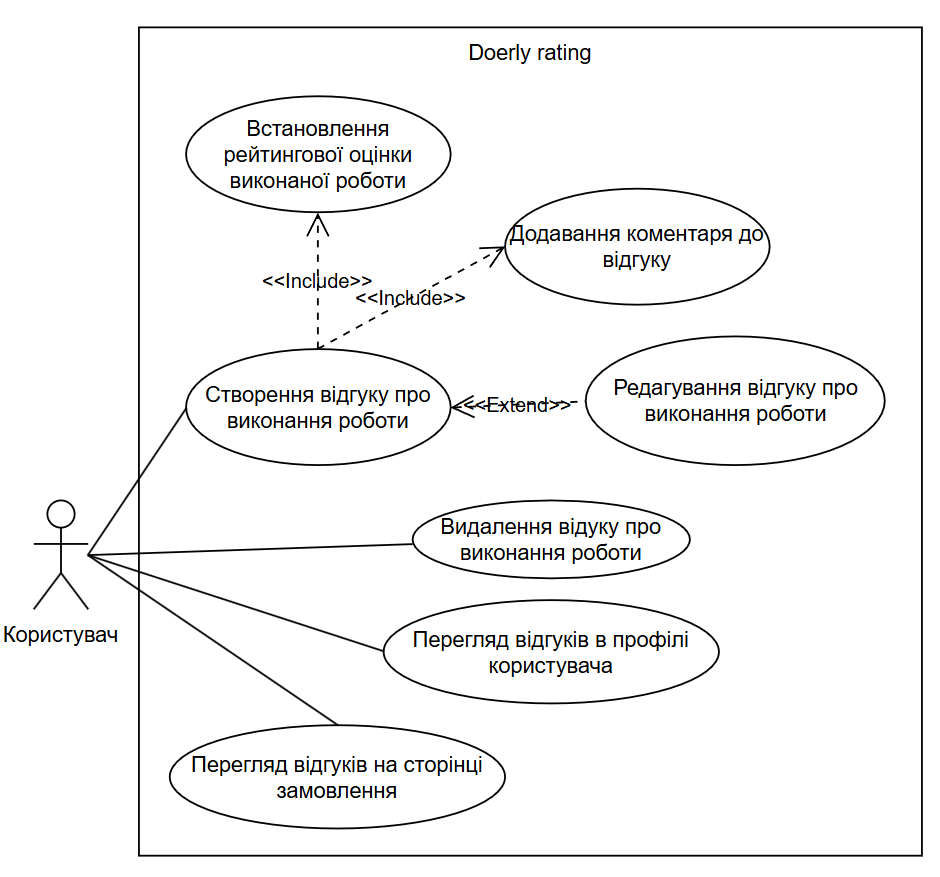 Doerly rating
Встановлення
рейтингової оцінки
виконаної роботи
Додавання коментаря до
відгуку
<<Include>>
<<Include>>
Створення відгуку про
виконання роботи
<<Extend>>
Редагування відгуку про
виконання роботи
Видалення відуку про
виконання роботи
Користувач
Перегляд відгуків в профілі
користувача
Перегляд відгуків на сторінці
замовлення